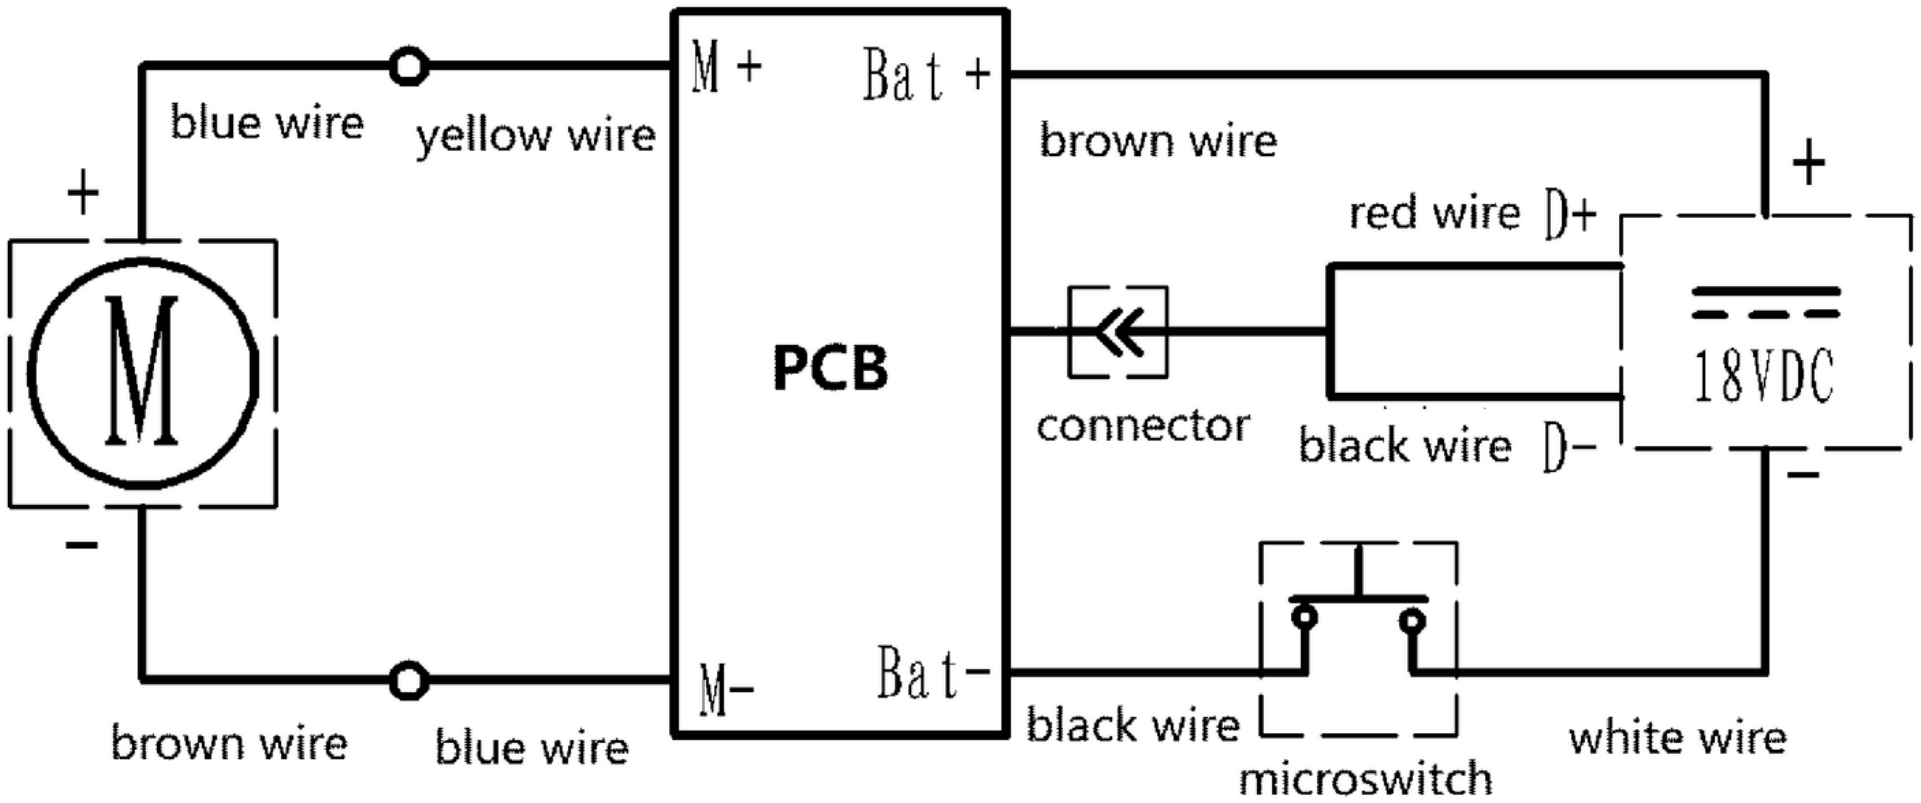 M + Bat +
blue wire yellow wire brown wire
+ +
red wire D+
M PCB 18VDC
connector
black wire D-
- -
M- Bat-
brown wire blue wire black wire white wire
microswitch